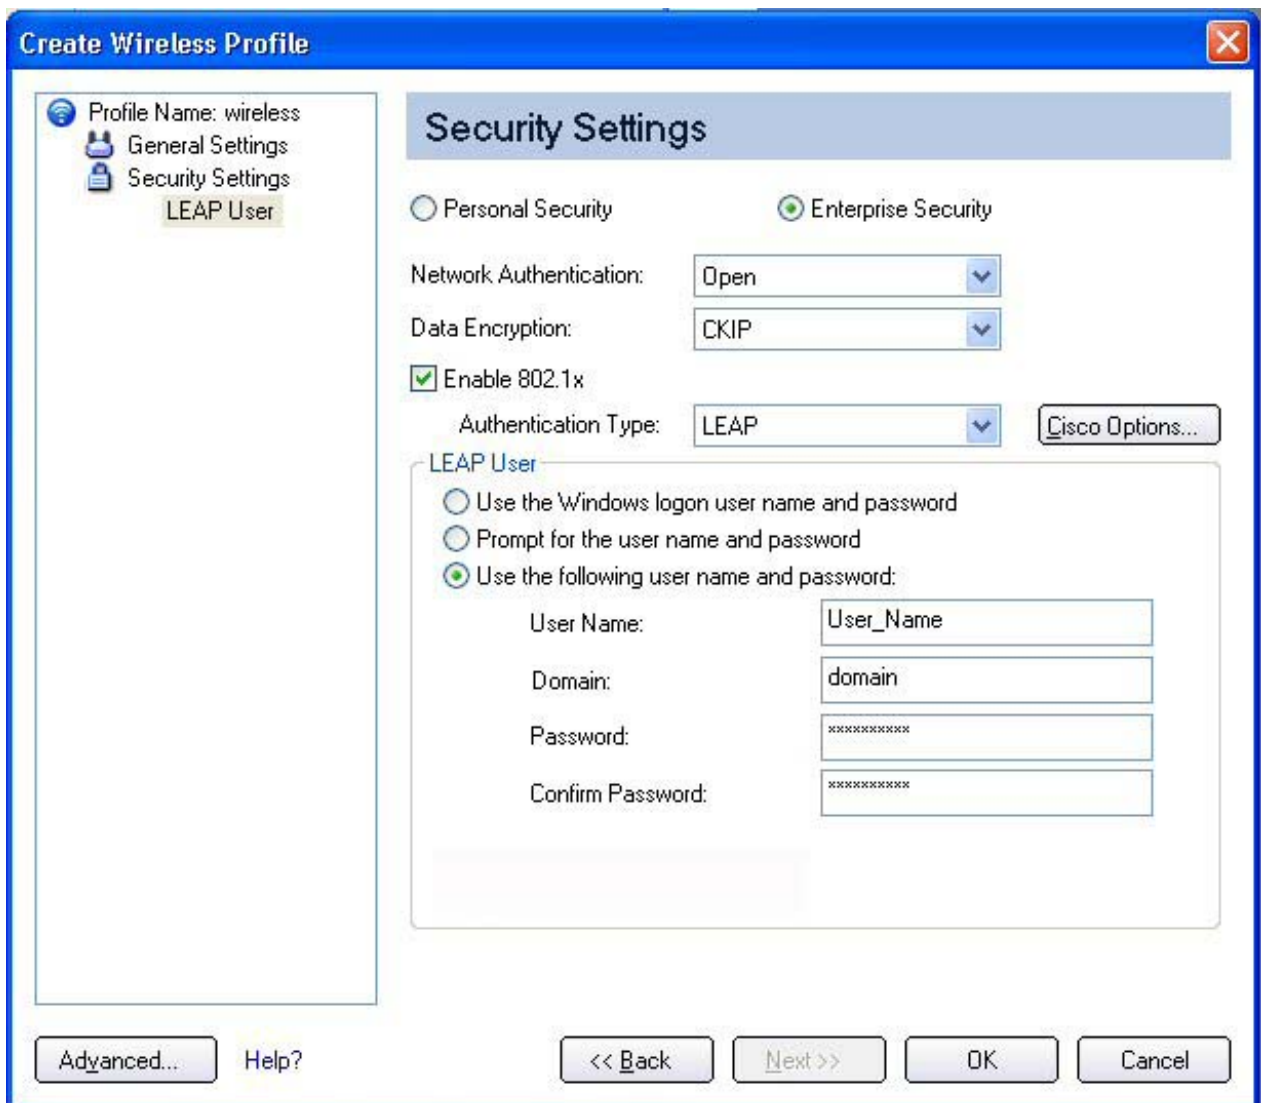 Create Wireless Profile
Profile Name: wireless
General Settings
Security Settings
LEAP User
Security Settings
Personal Security
Enterprise Security
Network Authentication:
Open
Data Encryption:
CKIP
Enable 802.1x
Authentication Type:
LEAP
Cisco Options...
LEAP User
Use the Windows logon user name and password
Prompt for the user name and password
Use the following user name and password:
User Name:
User_Name
Domain:
domain
Password:
**********
Confirm Password:
**********
Advanced...
Help?
<< Back
Next >>
OK
Cancel